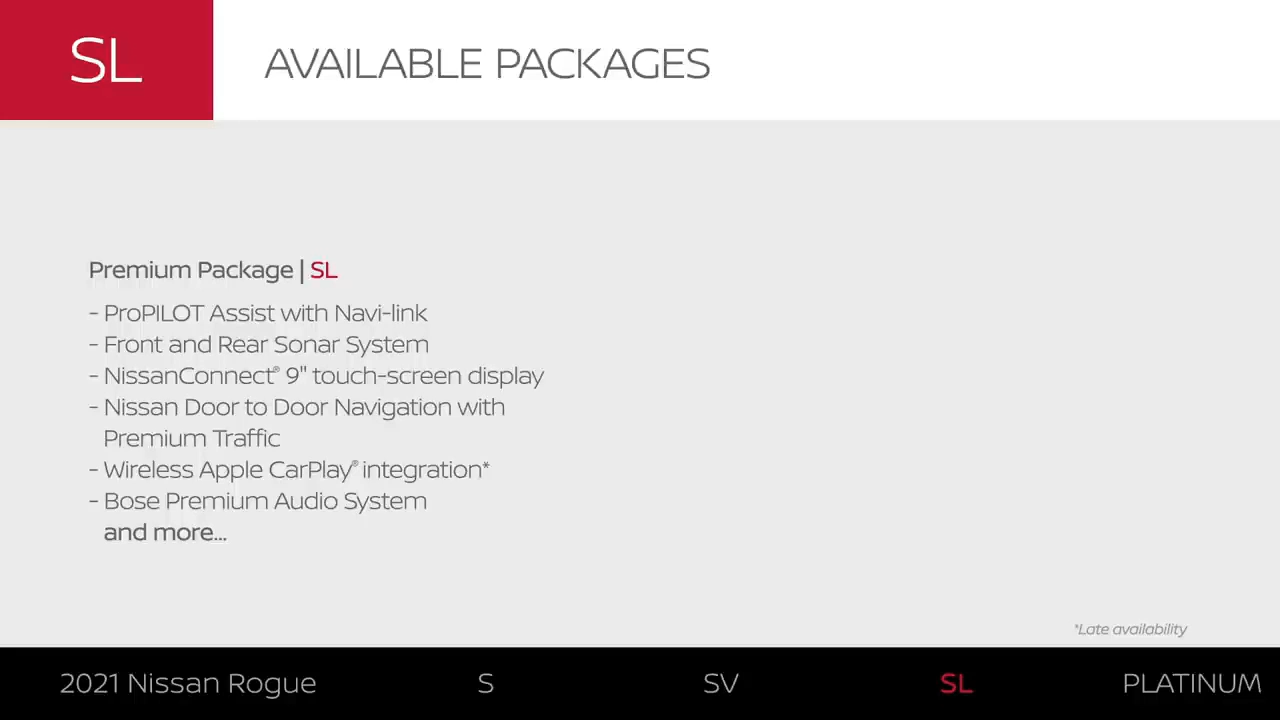 SL
AVAILABLE PACKAGES
Premium Package | SL
- ProPILOT Assist with Navi-link
- Front and Rear Sonar System
- NissanConnect® 9" touch-screen display
- Nissan Door to Door Navigation with
Premium Traffic
- Wireless Apple CarPlay® integration*
- Bose Premium Audio System
and more...
*Late availability
2021 Nissan Rogue S SV SL PLATINUM